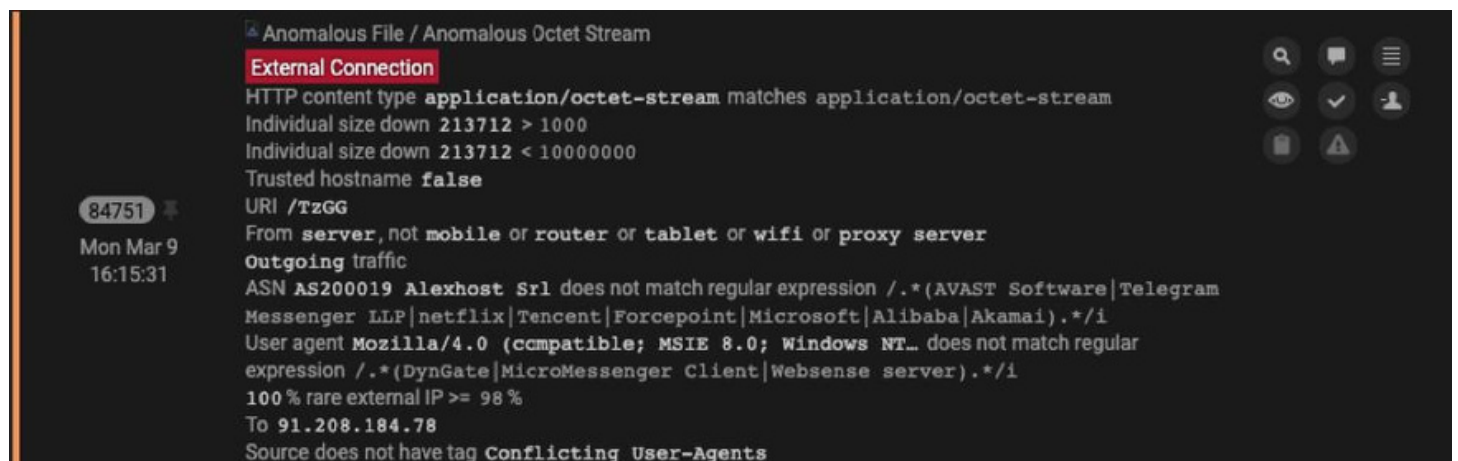 Anomalous File / Anomalous Octet Stream
External Connection
HTTP content type application/octet-stream matches application/octet-stream
Individual size down 213712 > 1000
Individual size down 213712 < 10000000
Trusted hostname false
84751
URI /TzGG
From server, not mobile or router or tablet or wifi or proxy server
Mon Mar 9
Outgoing traffic
16:15:31
ASN AS200019 Alexhost Srl does not match regular expression /.*(AVAST Software|Telegram
Messenger LLP|netflix|Tencent|Forcepoint|Microsoft|Alibaba|Akamai).*/i
User agent Mozilla/4.0 (compatible; MSIE 8.0; Windows NT… does not match regular
expression /.*(DynGate|MicroMessenger Client|Websense server).*/i
100 % rare external IP >= 98 %
To 91.208.184.78
Source does not have tag Conflicting User-Agents